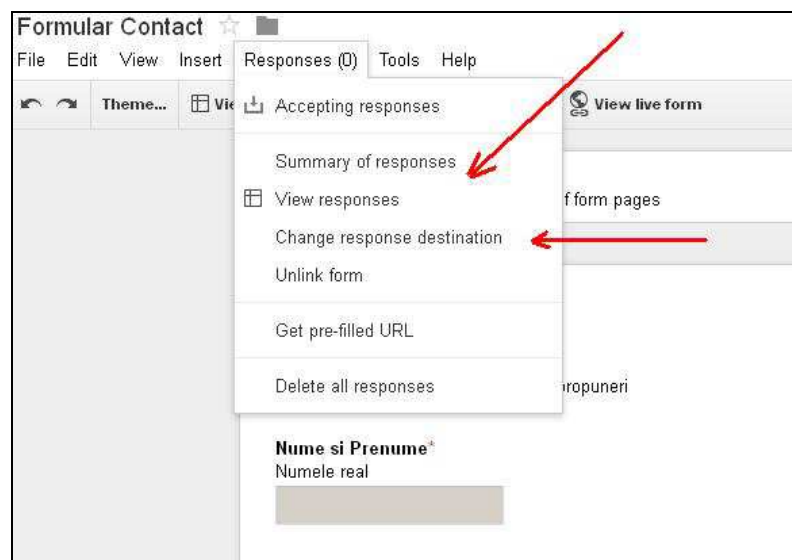 Formular Contact
File Edit View Insert Responses (0) Tools Help
Theme... Vie View live form
Accepting responses
Summary of responses
View responses f form pages
Change response destination
Unlink form
Get pre-filled URL
Delete all responses propuneri
Nume si Prenume*
Numele real